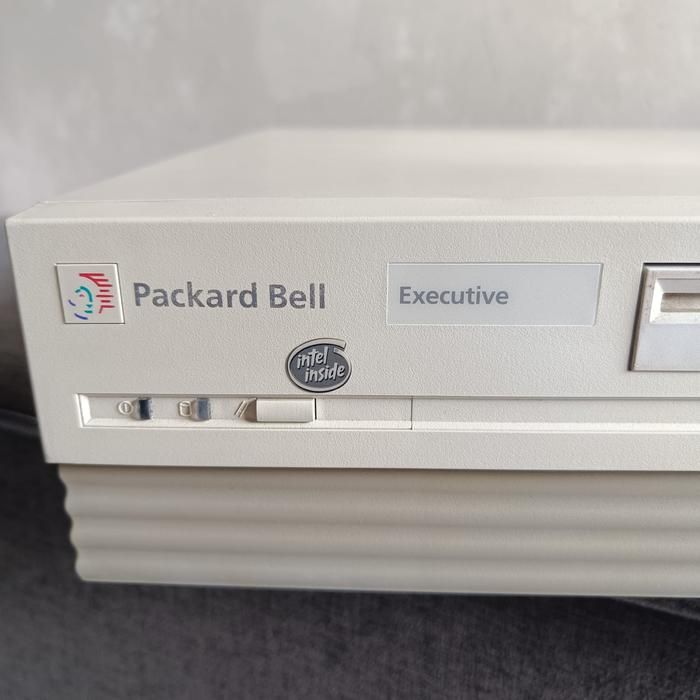 Packard Bell
Executive
intel
inside